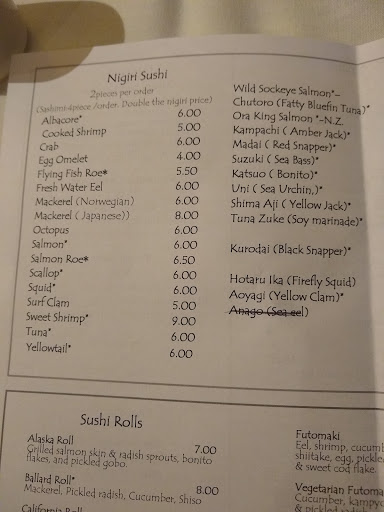 Nigiri Sushi
2pieces per order
(Sashimi:4piece /order. Double the nigiri price)
Albacore* 6.00
Cooked Shrimp 5.00
Crab 6.00
Egg Omelet 4.00
Flying Fish Roe* 5.50
Fresh Water Eel 6.00
Mackerel (Norwegian) 6.00
Mackerel ( Japanese)) 8.00
Octopus 6.00
Salmon* 6.00
Salmon Roe* 6.50
Scallop* 6.00
Squid* 6.00
Surf Clam 5.00
Sweet Shrimp* 9.00
Tuna* 6.00
Yellowtail* 6.00
Wild Sockeye Salmon*-
Chutoro (Fatty Bluefin Tuna)*
Ora King Salmon *-N.Z.
Kampachi ( Amber Jack)*
Madai ( Red Snapper)*
Suzuki ( Sea Bass)*
Katsuo ( Bonito)*
Uni ( Sea Urchin,)*
Shima Aji ( Yellow Jack)*
Tuna Zuke (Soy marinade)*
Kurodai (Black Snapper)*
Hotaru Ika (Firefly Squid)
Aoyagi (Yellow Clam)*
Anago (Sea eel)
Sushi Rolls
Alaska Roll 7.00
Grilled salmon skin & radish sprouts, bonito
flakes, and pickled gobo.
Ballard Roll* 8.00
Mackerel, Pickled radish, Cucumber, Shiso
California Roll
Futomaki
Eel, shrimp, cucumb
shiitake, egg, pickle
& sweet cod flake.
Vegetarian Futoma
Cucumber, kampy
& pickled